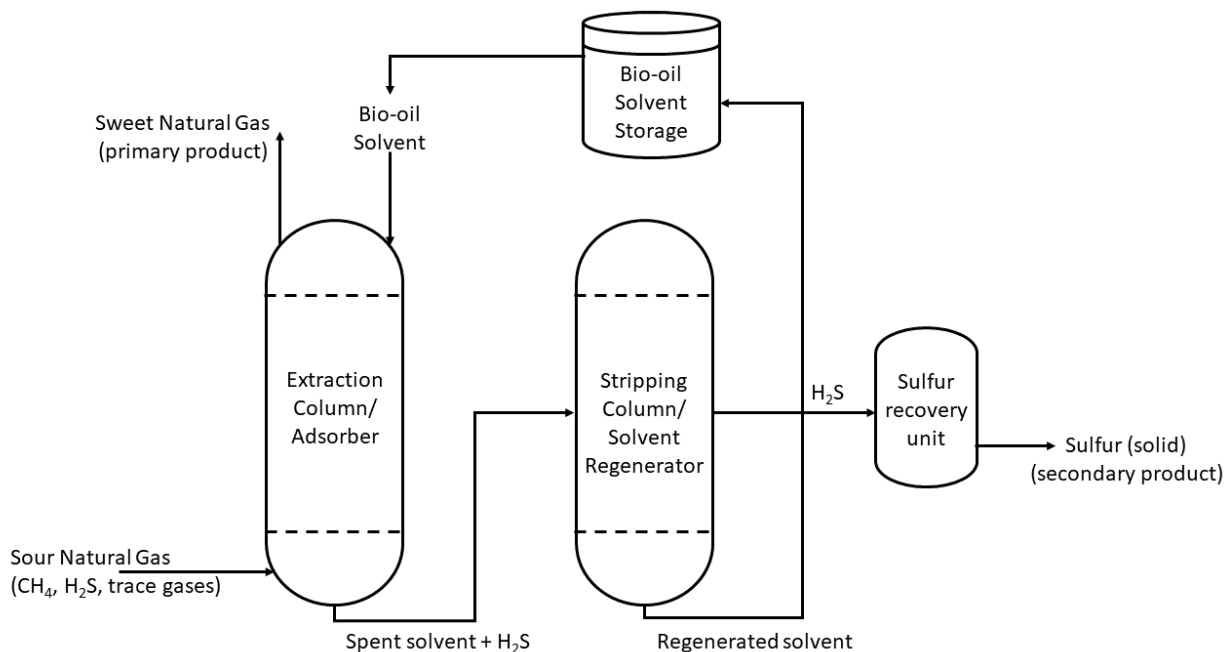 Bio-oil
Solvent
Storage
Bio-oil
Solvent
Sweet Natural Gas
(primary product)
Extraction
Column/
Adsorber
Stripping
Column/
Solvent
Regenerator
H₂S
Sulfur
recovery
unit
Sulfur (solid)
(secondary product)
Sour Natural Gas
(CH₄, H₂S, trace gases)
Spent solvent + H₂S
Regenerated solvent